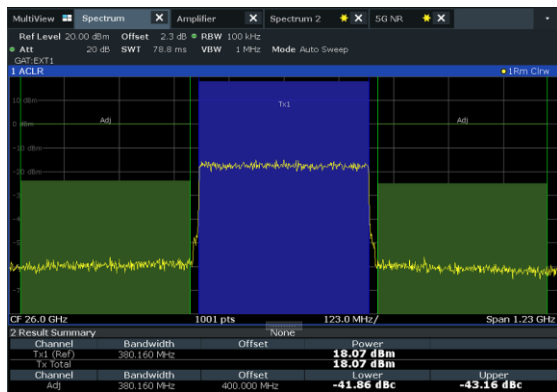 MultiView Spectrum X Amplifier X Spectrum 2 X 5G NR X
Ref Level 20.00 dBm Offset 2.3 dB RBW 100 kHz
Att 20 dB SWT 78.8 ms VBW 1 MHz Mode Auto Sweep
GAT:EXT1
1 ACLR 1Rm Clrw
10 dBm
Tx1
0 dBm
Adj Adj
-10 dBm
-20 dBm
CF 26.0 GHz 1001 pts 123.0 MHz/ Span 1.23 GHz
2 Result Summary None
Channel Bandwidth Offset Power
Tx1 (Ref) 380.160 MHz 18.07 dBm
Tx Total 18.07 dBm
Channel Bandwidth Offset Lower Upper
Adj 380.160 MHz 400.000 MHz -41.86 dBc -43.16 dBc